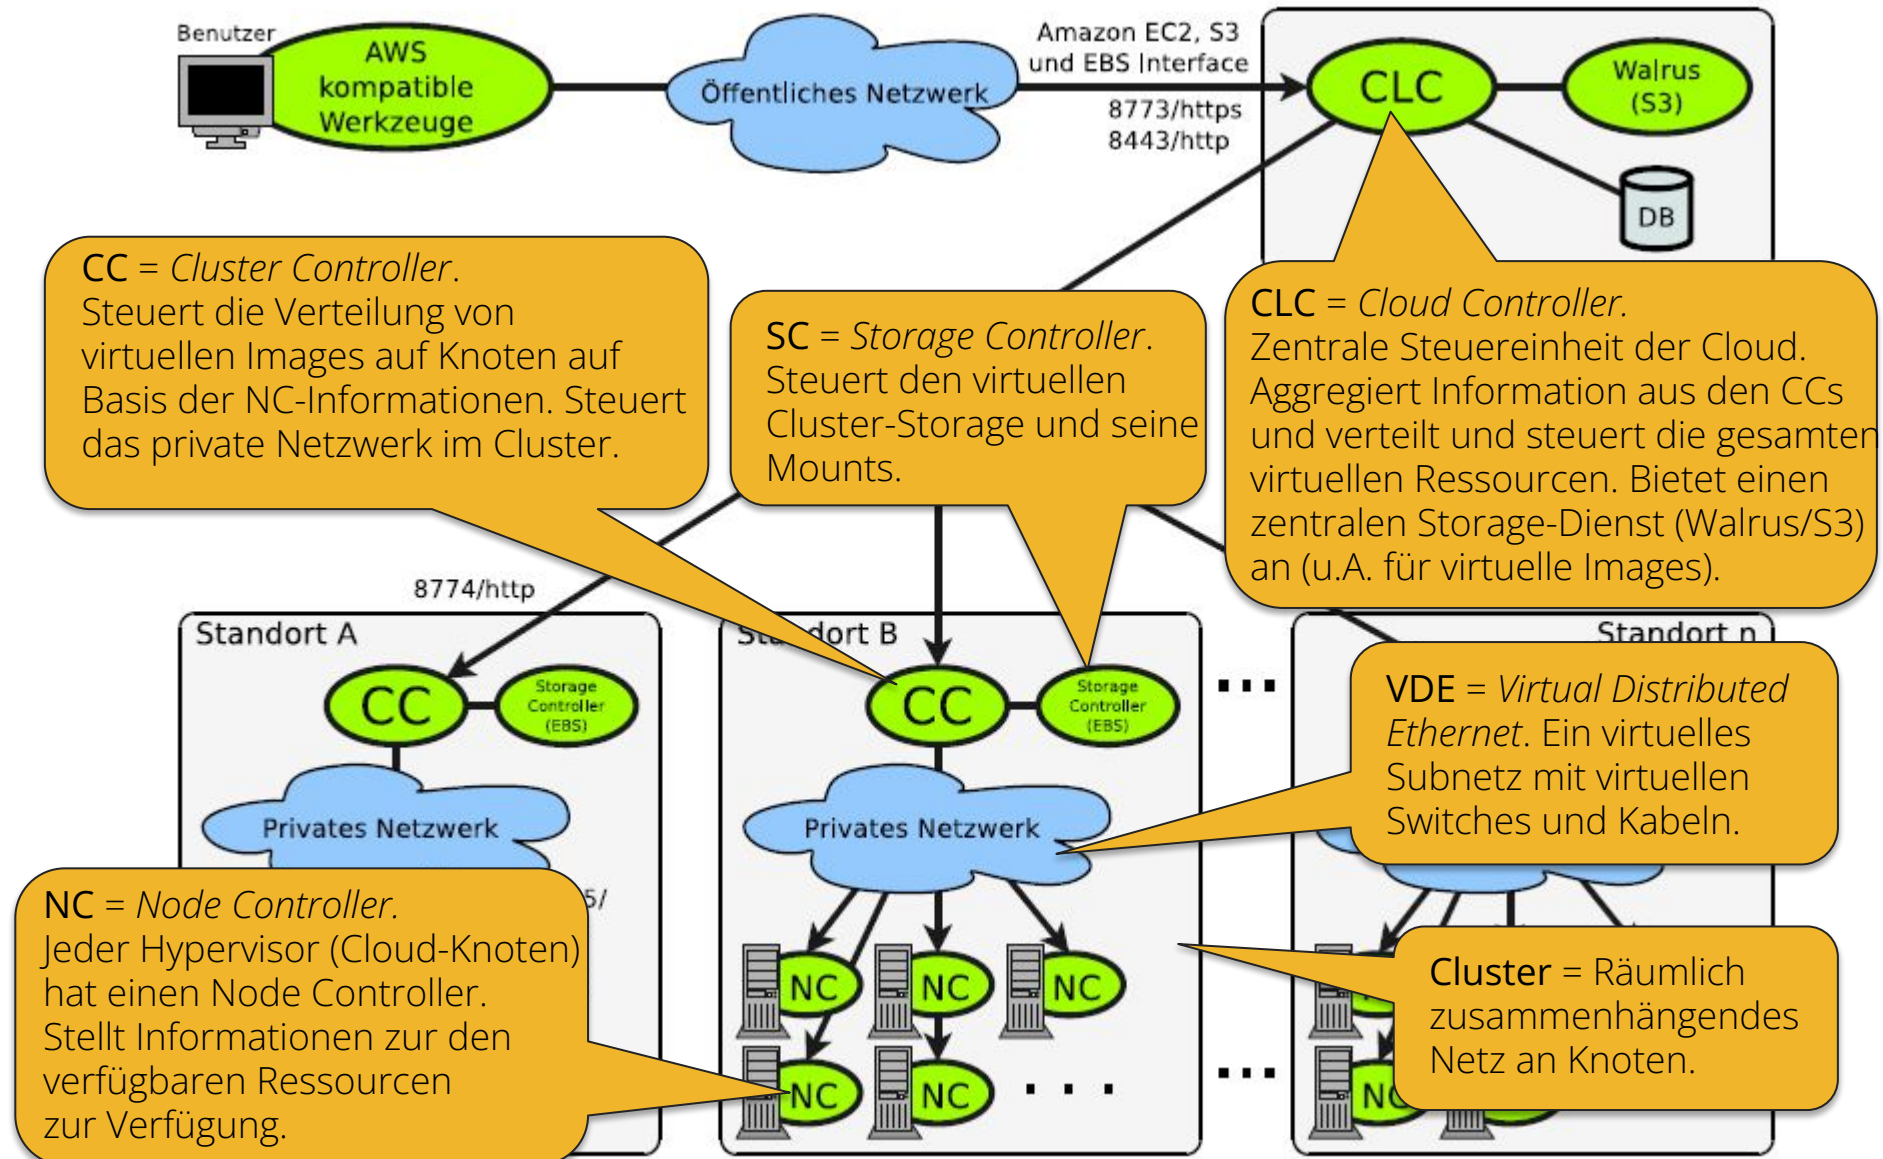 Benutzer
AWS
kompatible
Werkzeuge
Öffentliches Netzwerk
Amazon EC2, S3
und EBS Interface
8773/https
8443/http
CLC
Walrus
(S3)
DB
CC = Cluster Controller.
Steuert die Verteilung von
virtuellen Images auf Knoten auf
Basis der NC-Informationen. Steuert
das private Netzwerk im Cluster.
SC = Storage Controller.
Steuert den virtuellen
Cluster-Storage und seine
Mounts.
CLC = Cloud Controller.
Zentrale Steuereinheit der Cloud.
Aggregiert Information aus den CCs
und verteilt und steuert die gesamten
virtuellen Ressourcen. Bietet einen
zentralen Storage-Dienst (Walrus/S3)
an (u.A. für virtuelle Images).
8774/http
Standort A
CC
Storage
Controller
(EBS)
Privates Netzwerk
5/
Standort B
CC
Storage
Controller
(EBS)
Privates Netzwerk
...
Standort n
VDE = Virtual Distributed
Ethernet. Ein virtuelles
Subnetz mit virtuellen
Switches und Kabeln.
NC = Node Controller.
Jeder Hypervisor (Cloud-Knoten)
hat einen Node Controller.
Stellt Informationen zur den
verfügbaren Ressourcen
zur Verfügung.
NC
NC
NC
NC
NC
. . .
...
Cluster = Räumlich
zusammenhängendes
Netz an Knoten.
NC